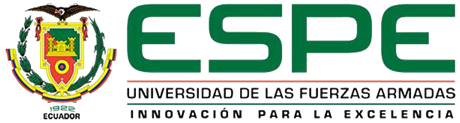 ESPE
UNIVERSIDAD DE LAS FUERZAS ARMADAS
INNOVACIÓN PARA LA EXCELENCIA
1922
ECUADOR